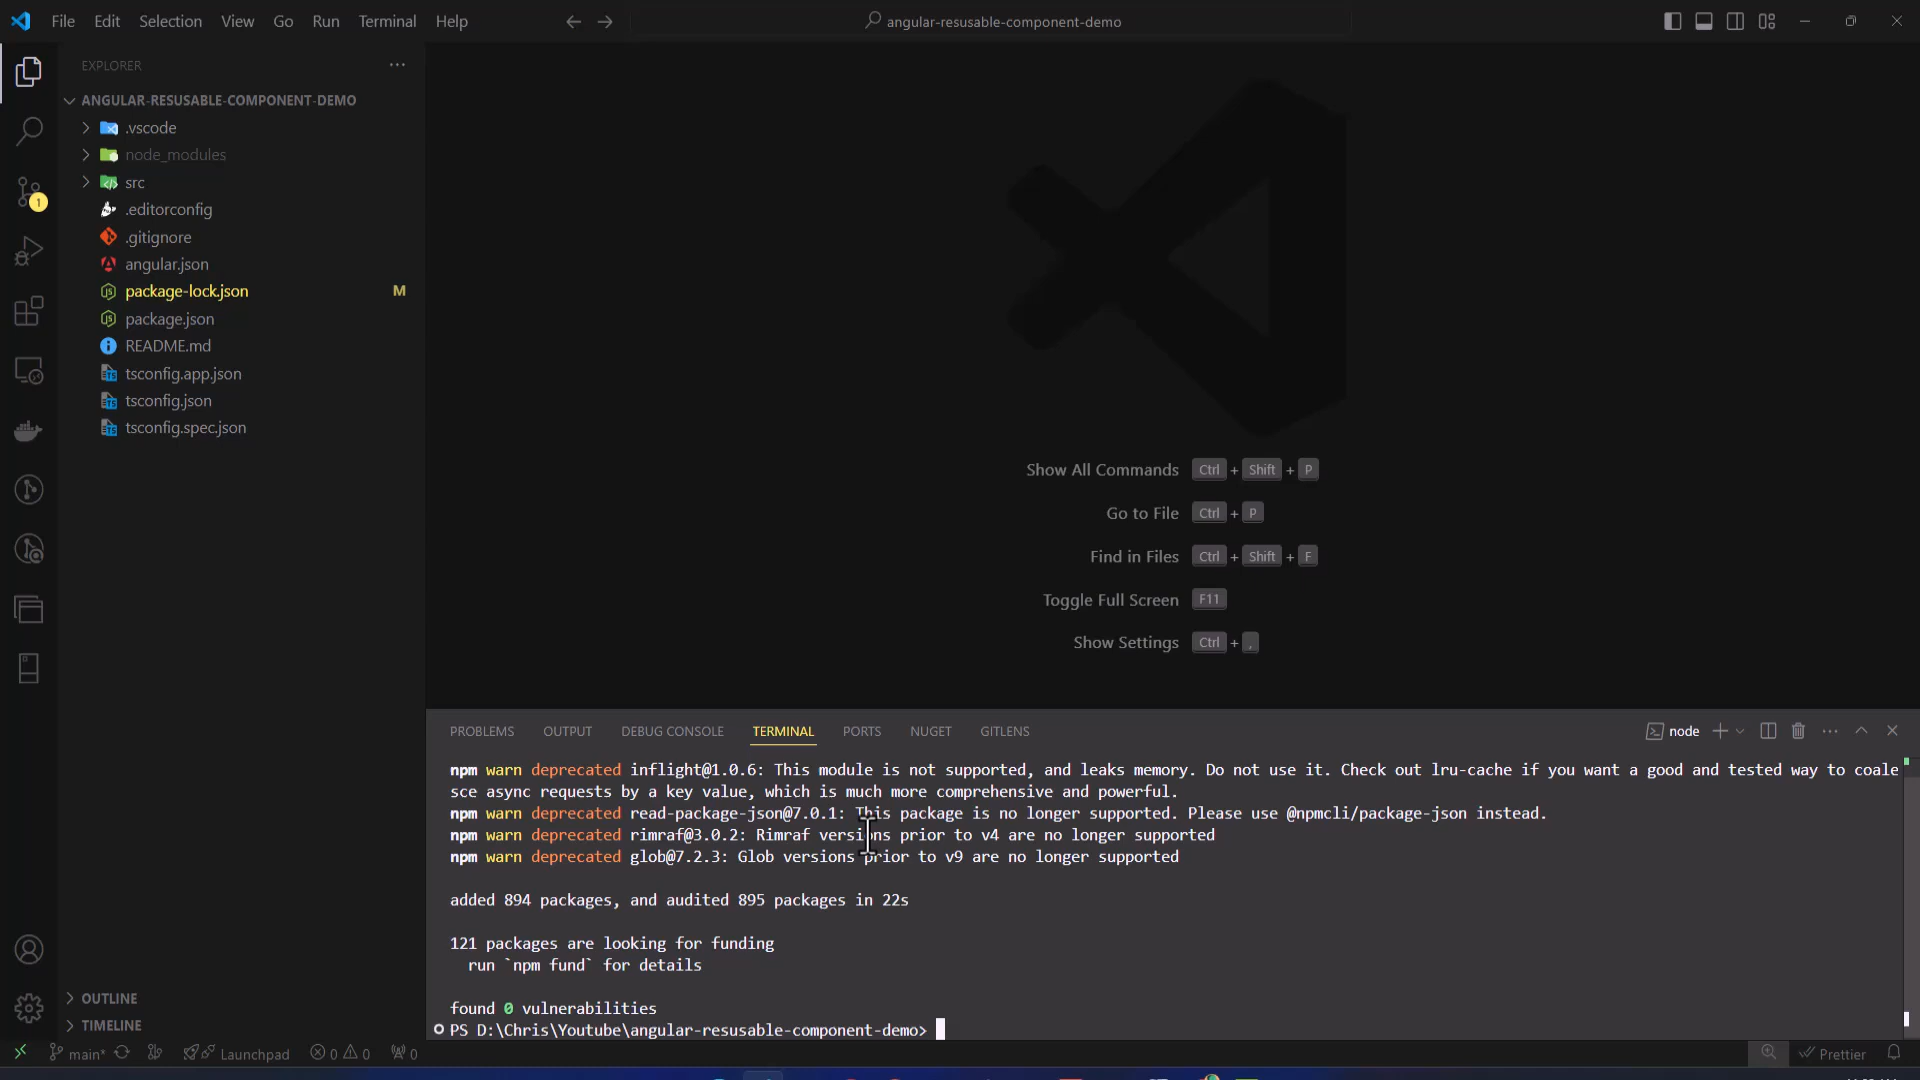 File Edit Selection View Go Run Terminal Help
angular-resusable-component-demo
EXPLORER
ANGULAR-RESUSABLE-COMPONENT-DEMO
.vscode
node_modules
src
.editorconfig
.gitignore
angular.json
package-lock.json M
package.json
README.md
tsconfig.app.json
tsconfig.json
tsconfig.spec.json
1
Show All Commands Ctrl + Shift + P
Go to File Ctrl + P
Find in Files Ctrl + Shift + F
Toggle Full Screen F11
Show Settings Ctrl + ,
PROBLEMS OUTPUT DEBUG CONSOLE TERMINAL PORTS NUGET GITLENS
node
npm warn deprecated inflight@1.0.6: This module is not supported, and leaks memory. Do not use it. Check out lru-cache if you want a good and tested way to coale
sce async requests by a key value, which is much more comprehensive and powerful.
npm warn deprecated read-package-json@7.0.1: This package is no longer supported. Please use @npmcli/package-json instead.
npm warn deprecated rimraf@3.0.2: Rimraf versions prior to v4 are no longer supported
npm warn deprecated glob@7.2.3: Glob versions prior to v9 are no longer supported
added 894 packages, and audited 895 packages in 22s
121 packages are looking for funding
run `npm fund` for details
found 0 vulnerabilities
PS D:\Chris\Youtube\angular-resusable-component-demo>
OUTLINE
TIMELINE
main* Launchpad 0 0 0 Prettier